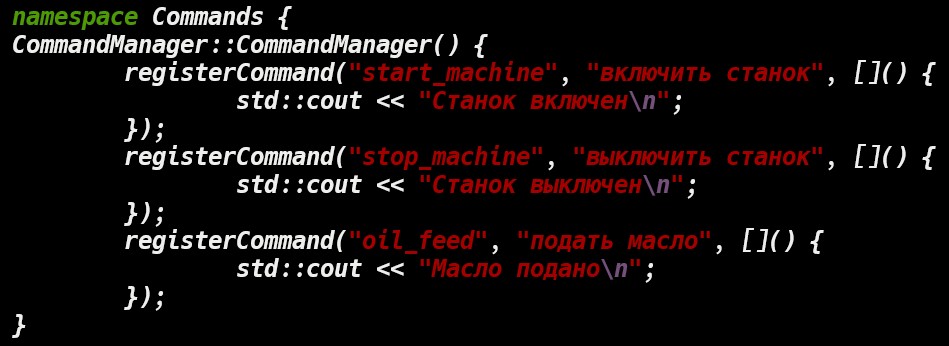 namespace Commands {
CommandManager::CommandManager() {
        registerCommand("start_machine", "включить станок", []() {
                std::cout << "Станок включен\n";
        });
        registerCommand("stop_machine", "выключить станок", []() {
                std::cout << "Станок выключен\n";
        });
        registerCommand("oil_feed", "подать масло", []() {
                std::cout << "Масло подано\n";
        });
}